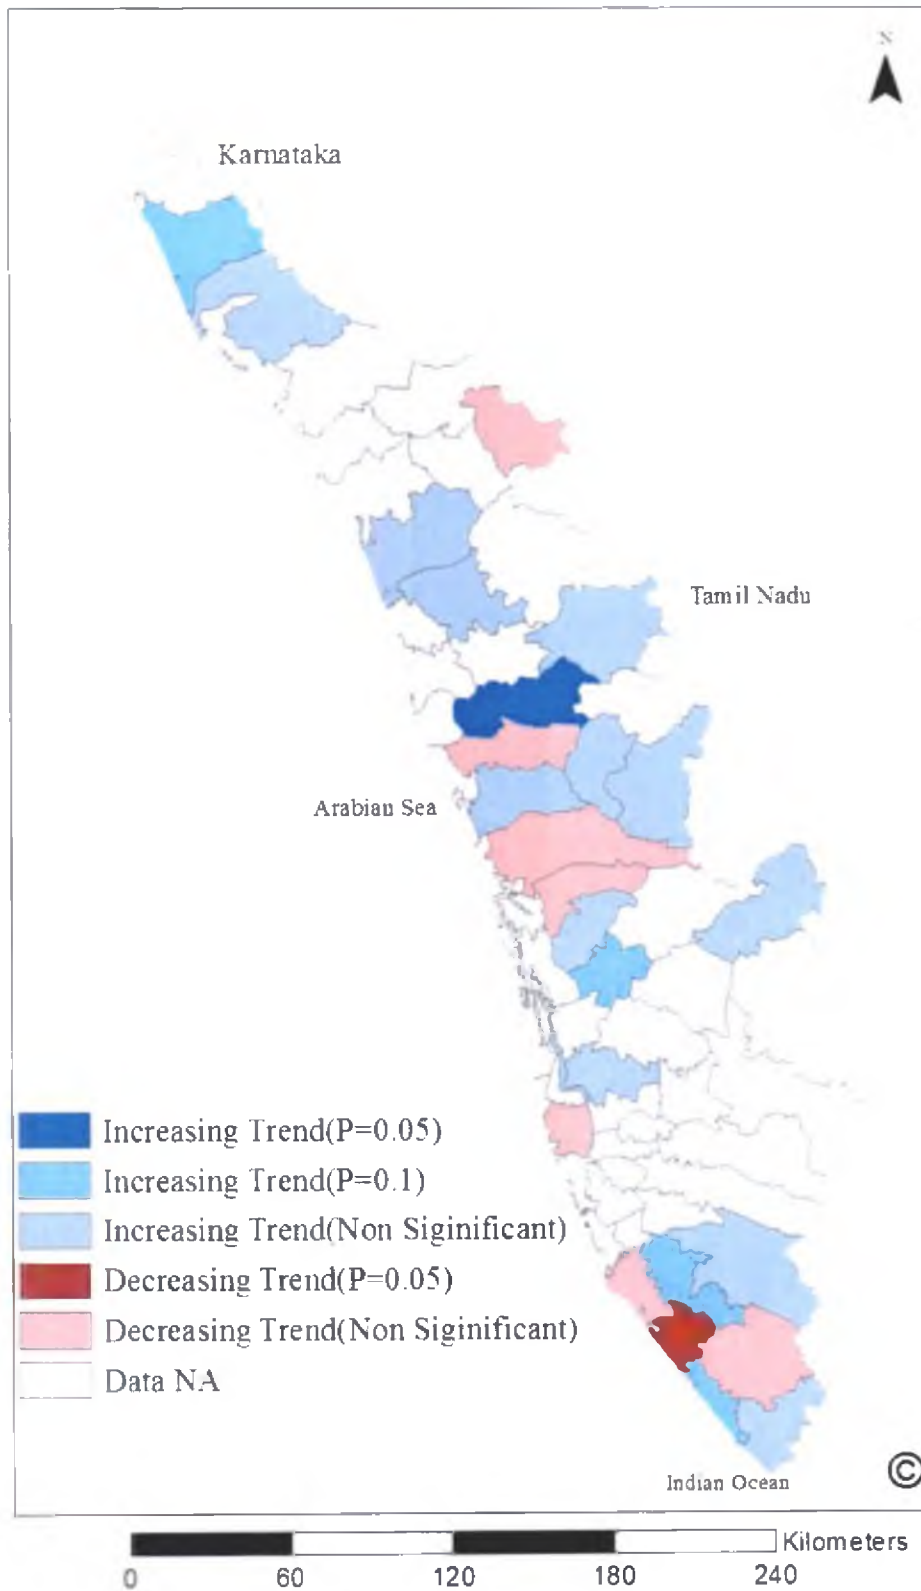 N
Karnataka
Tamil Nadu
Arabian Sea
Increasing Trend(P=0.05)
Increasing Trend(P=0.1)
Increasing Trend(Non Siginificant)
Decreasing Trend(P=0.05)
Decreasing Trend(Non Siginificant)
Data NA
Indian Ocean
©
Kilometers
0 60 120 180 240